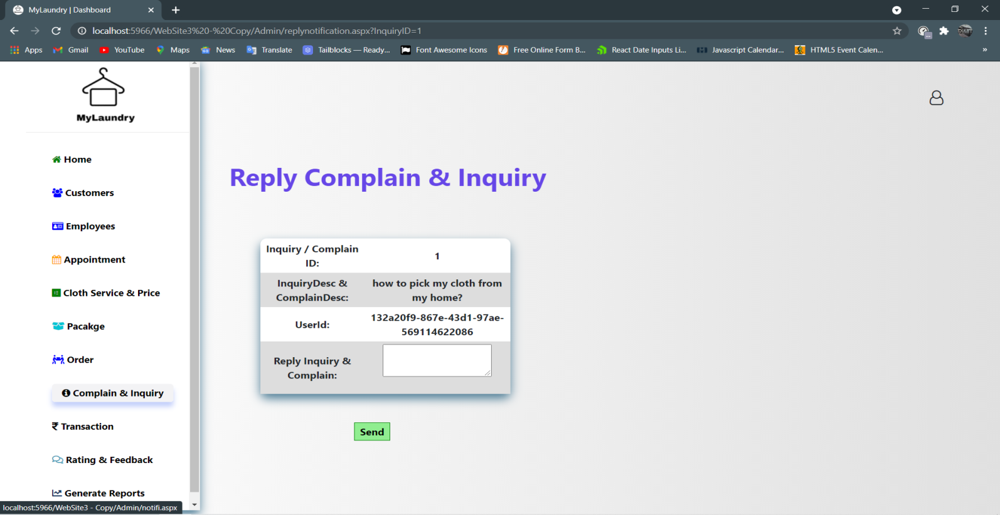 MyLaundry | Dashboard
localhost:5966/WebSite3%20-%20Copy/Admin/replynotification.aspx?InquiryID=1
Apps Gmail YouTube Maps News Translate Tailblocks — Ready... Font Awesome Icons Free Online Form B... React Date Inputs Li... Javascript Calendar... HTML5 Event Calen... »
MyLaundry
Home
Customers
Employees
Appointment
Cloth Service & Price
Pacakge
Order
Complain & Inquiry
Transaction
Rating & Feedback
Generate Reports
localhost:5966/WebSite3 - Copy/Admin/notifi.aspx
Reply Complain & Inquiry
Inquiry / Complain
ID:
1
InquiryDesc &
ComplainDesc:
how to pick my cloth from
my home?
UserId:
132a20f9-867e-43d1-97ae-
569114622086
Reply Inquiry &
Complain:
Send